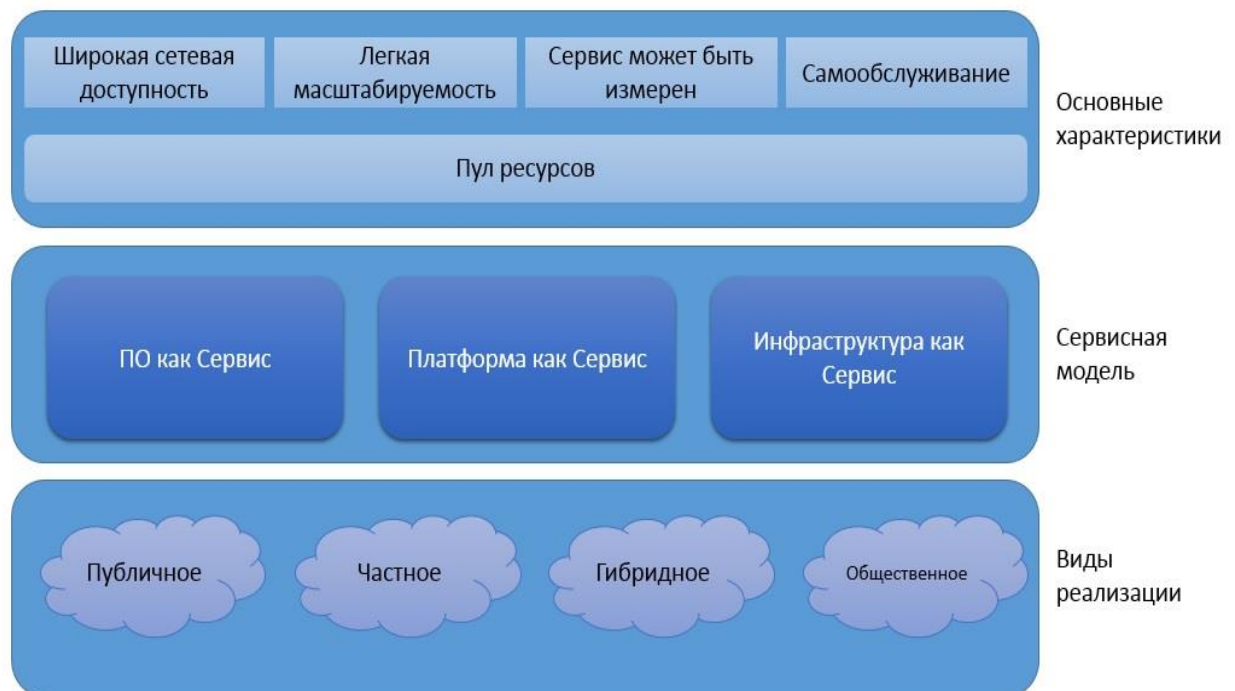 Широкая сетевая
доступность
Легкая
масштабируемость
Сервис может быть
измерен
Самообслуживание
Пул ресурсов
Основные
характеристики
ПО как Сервис
Платформа как Сервис
Инфраструктура как
Сервис
Сервисная
модель
Публичное
Частное
Гибридное
Общественное
Виды
реализации